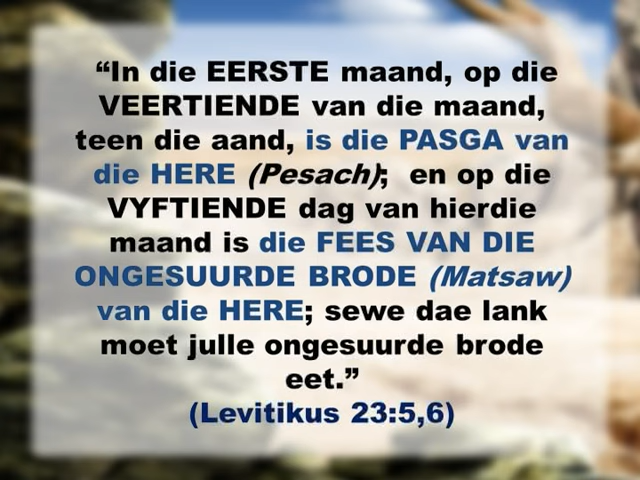 “In die EERSTE maand, op die
VEERTIENDE van die maand,
teen die aand, is die PASGA van
die HERE (Pesach);  en op die
VYFTIENDE dag van hierdie
maand is die FEES VAN DIE
ONGESUURDE BRODE (Matsaw)
van die HERE; sewe dae lank
moet julle ongesuurde brode
eet.”
(Levitikus 23:5,6)